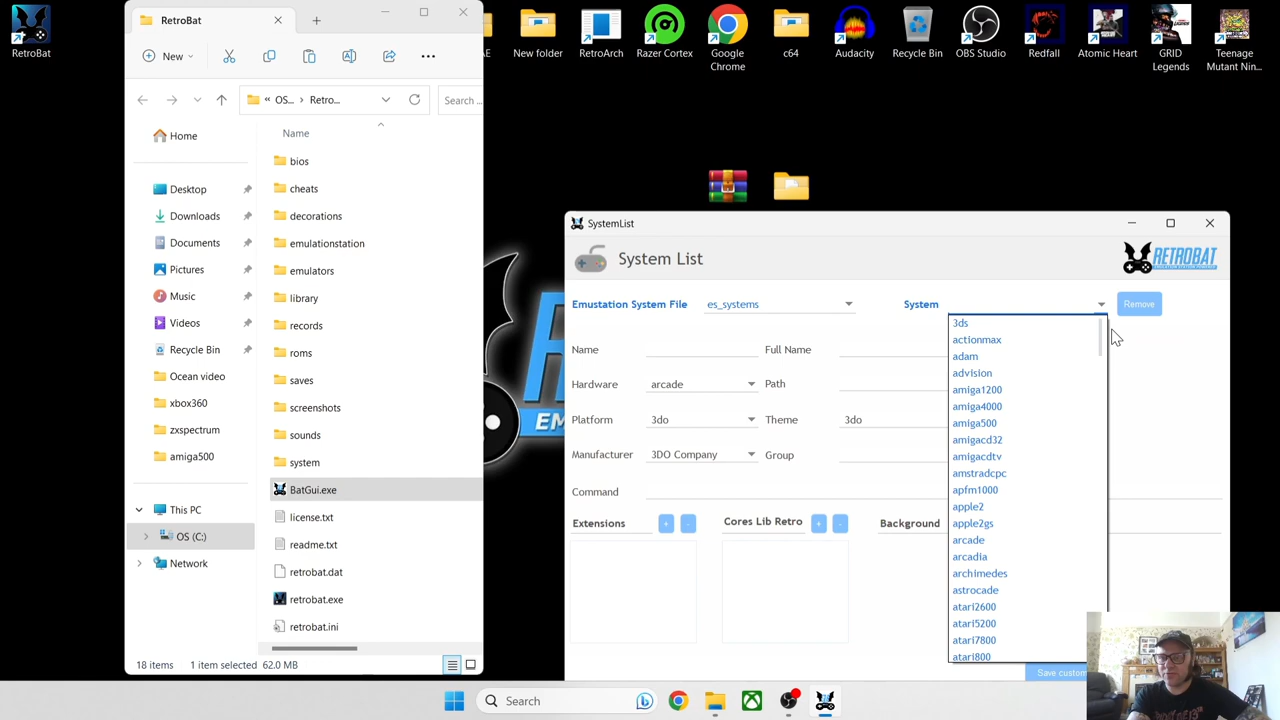 RetroBat
AE
New folder
RetroArch
Razer Cortex
Google
Chrome
c64
Audacity
Recycle Bin
OBS Studio
Redfall
Atomic Heart
GRID
Legends
Teenage
Mutant Nin...
RetroBat
New
« OS... › Retro...
Search ...
Home
Desktop
Downloads
Documents
Pictures
Music
Videos
Recycle Bin
Ocean video
xbox360
zxspectrum
amiga500
This PC
OS (C:)
Network
Name
bios
cheats
decorations
emulationstation
emulators
library
records
roms
saves
screenshots
sounds
system
BatGui.exe
license.txt
readme.txt
retrobat.dat
retrobat.exe
retrobat.ini
18 items
1 item selected 62.0 MB
EM
SystemList
System List
RETROBAT
Emustation System File
es_systems
System
Remove
Name
Full Name
Hardware
arcade
Path
Platform
3do
Theme
3do
Manufacturer
3DO Company
Group
Command
Extensions
+
-
Cores Lib Retro
+
-
Background
3ds
actionmax
adam
advision
amiga1200
amiga4000
amiga500
amigacd32
amigacdtv
amstradcpc
apfm1000
apple2
apple2gs
arcade
arcadia
archimedes
astrocade
atari2600
atari5200
atari7800
atari800
Save custom
Search